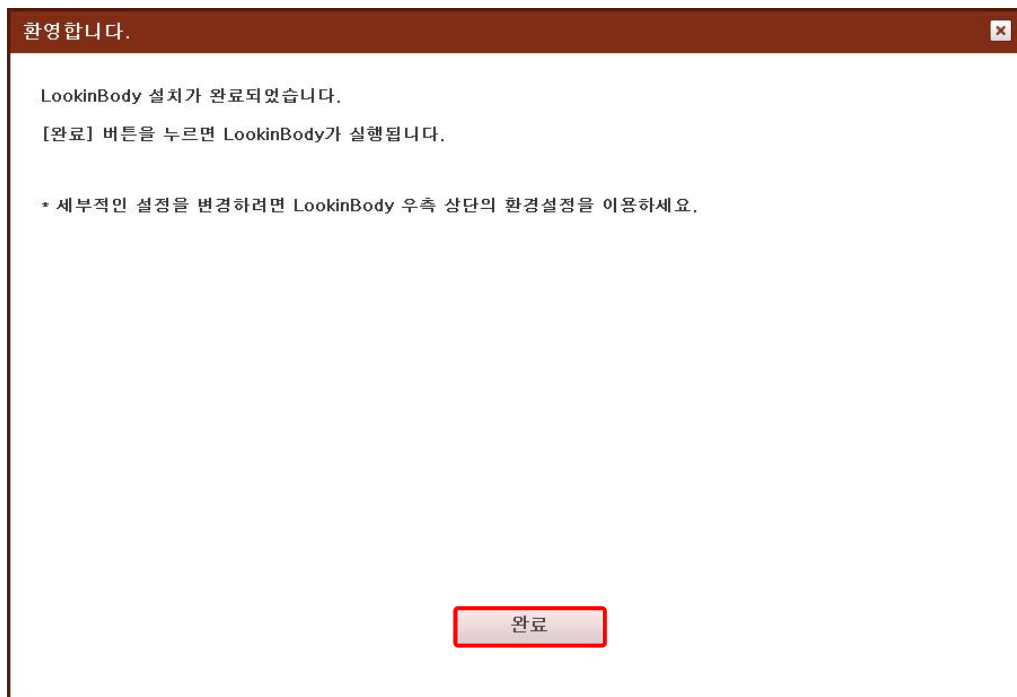 환영합니다.
LookinBody 설치가 완료되었습니다.
[완료] 버튼을 누르면 LookinBody가 실행됩니다.
* 세부적인 설정을 변경하려면 LookinBody 우측 상단의 환경설정을 이용하세요.
완료